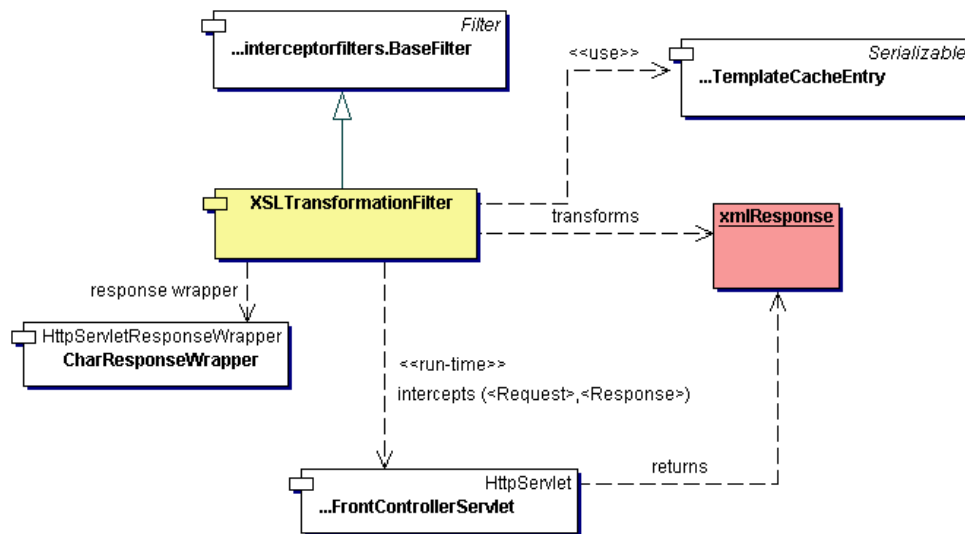 Filter
...interceptorfilters.BaseFilter
<<use>>
Serializable
...TemplateCacheEntry
XSLTransformationFilter
transforms
xmlResponse
response wrapper
HttpServletResponseWrapper
CharResponseWrapper
<<run-time>>
intercepts (<Request>,<Response>)
HttpServlet
...FrontControllerServlet
returns